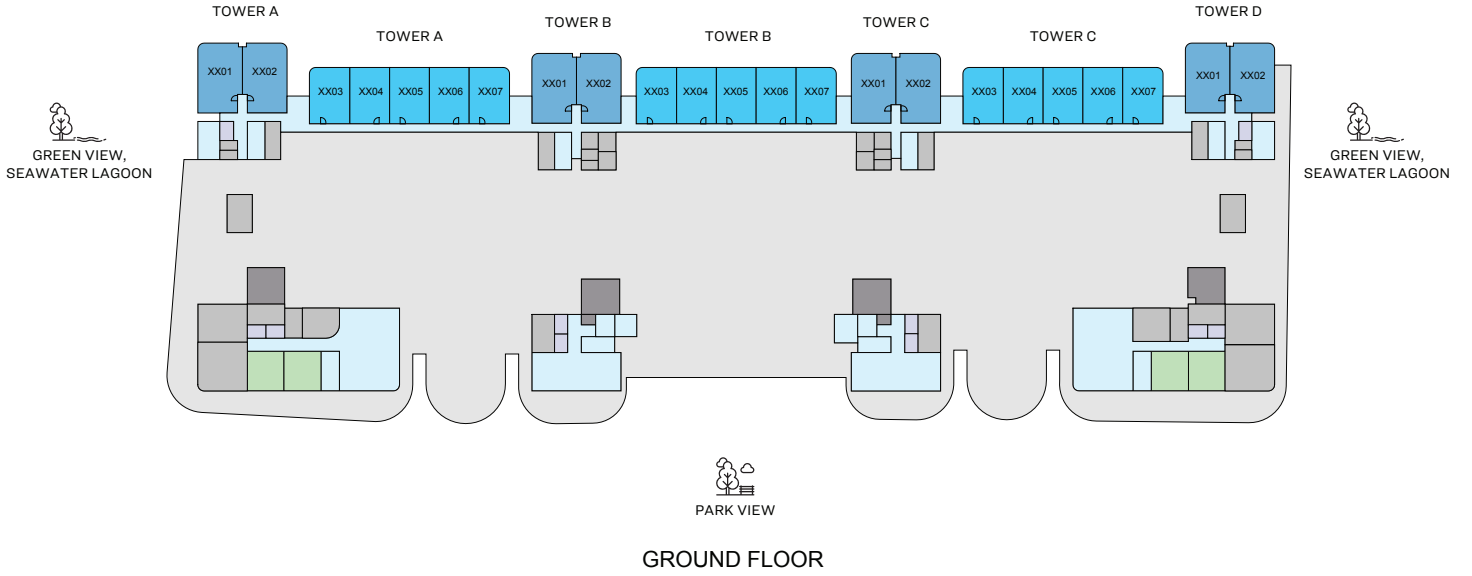 TOWER A
TOWER A
TOWER B
TOWER B
TOWER C
TOWER C
TOWER D
XX01 XX02
XX03 XX04 XX05 XX06 XX07
XX01 XX02
XX03 XX04 XX05 XX06 XX07
XX01 XX02
XX03 XX04 XX05 XX06 XX07
XX01 XX02
GREEN VIEW,
SEAWATER LAGOON
GREEN VIEW,
SEAWATER LAGOON
PARK VIEW
GROUND FLOOR